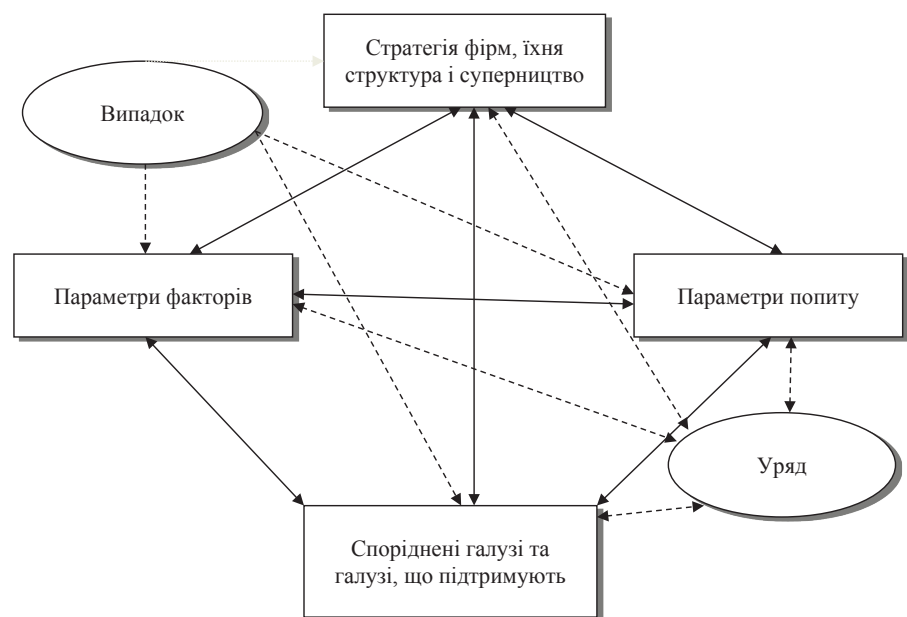 Стратегія фірм, їхня
структура і суперництво
Випадок
Параметри факторів
Параметри попиту
Уряд
Споріднені галузі та
галузі, що підтримують